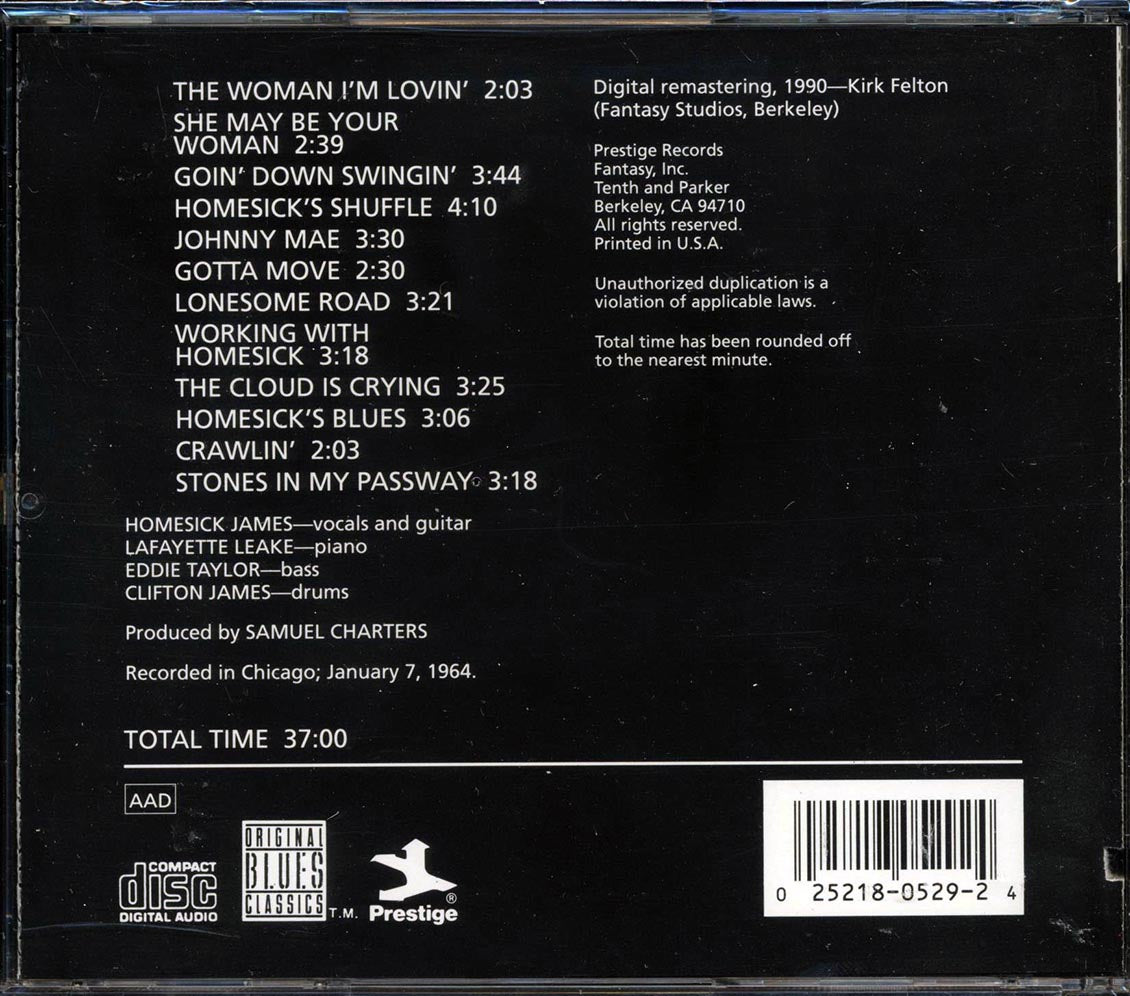 THE WOMAN I'M LOVIN' 2:03
SHE MAY BE YOUR
WOMAN 2:39
GOIN' DOWN SWINGIN' 3:44
HOMESICK'S SHUFFLE 4:10
JOHNNY MAE 3:30
GOTTA MOVE 2:30
LONESOME ROAD 3:21
WORKING WITH
HOMESICK 3:18
THE CLOUD IS CRYING 3:25
HOMESICK'S BLUES 3:06
CRAWLIN' 2:03
STONES IN MY PASSWAY 3:18
HOMESICK JAMES—vocals and guitar
LAFAYETTE LEAKE—piano
EDDIE TAYLOR—bass
CLIFTON JAMES—drums
Produced by SAMUEL CHARTERS
Recorded in Chicago; January 7, 1964.
TOTAL TIME 37:00
Digital remastering, 1990—Kirk Felton
(Fantasy Studios, Berkeley)
Prestige Records
Fantasy, Inc.
Tenth and Parker
Berkeley, CA 94710
All rights reserved.
Printed in U.S.A.
Unauthorized duplication is a
violation of applicable laws.
Total time has been rounded off
to the nearest minute.
AAD
COMPACT
disc
DIGITAL AUDIO
ORIGINAL
BLUES
CLASSICS T.M.
Prestige®
0 25218-0529-2 4